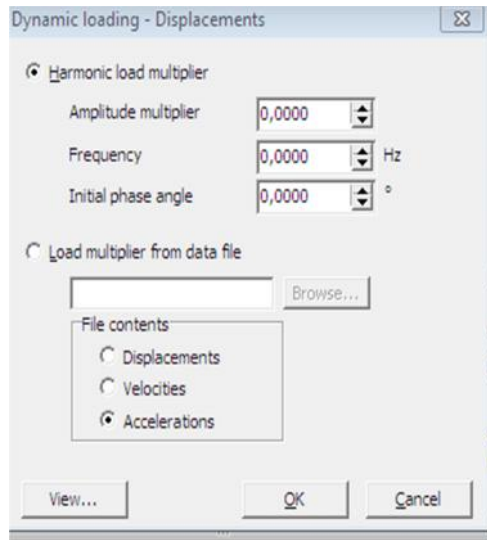 Dynamic loading - Displacements
Harmonic load multiplier
Amplitude multiplier 0,0000
Frequency 0,0000 Hz
Initial phase angle 0,0000 °
Load multiplier from data file
Browse...
File contents
Displacements
Velocities
Accelerations
View... OK Cancel